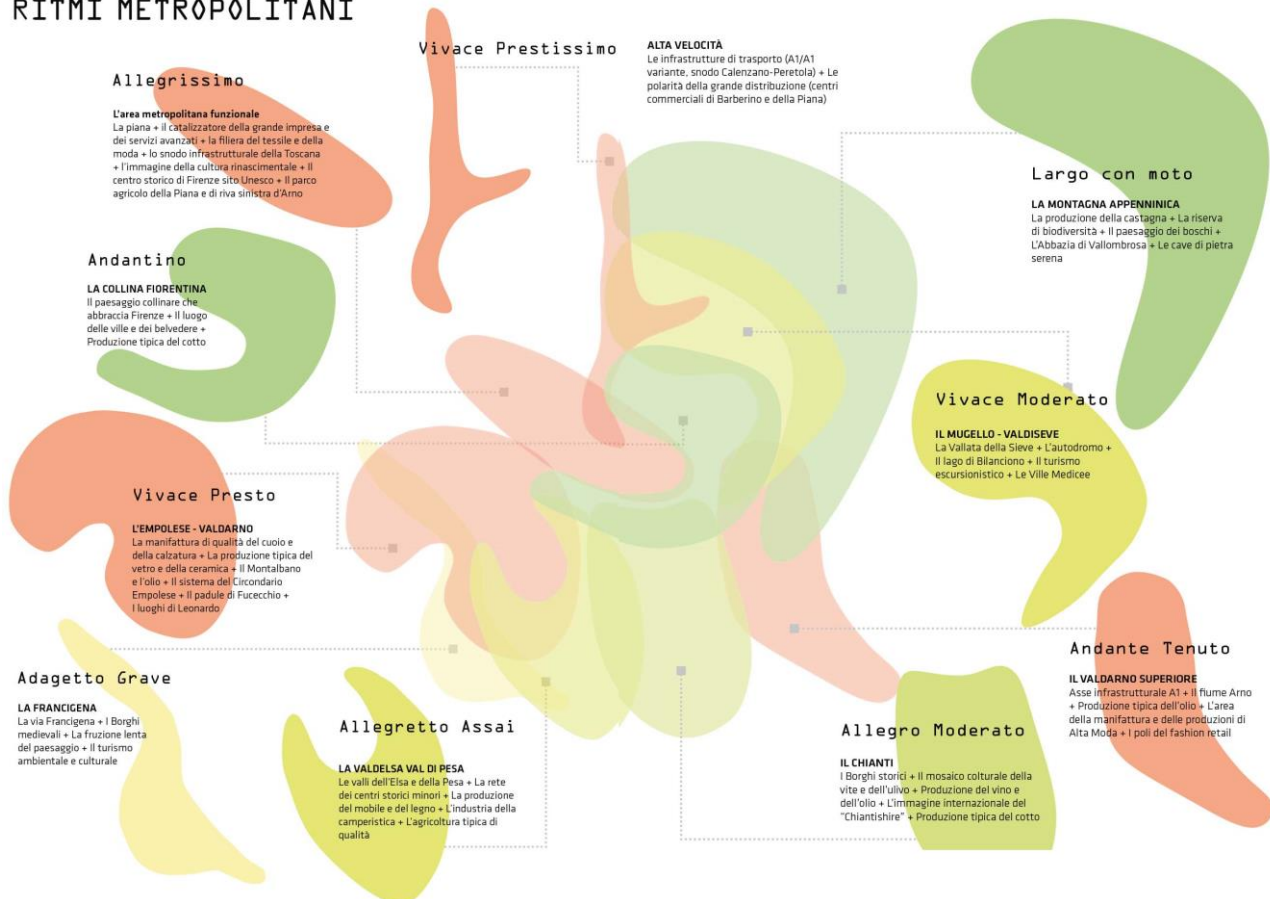 RITMI METROPOLITANI
Vivace Prestissimo
ALTA VELOCITÀ
Le infrastrutture di trasporto (A1/A1
variante, snodo Calenzano-Peretola) + Le
polarità della grande distribuzione (centri
commerciali di Barberino e della Piana)
Allegrissimo
L'area metropolitana funzionale
La piana + il catalizzatore della grande impresa e
dei servizi avanzati + la filiera del tessile e della
moda + lo snodo infrastrutturale della Toscana
+ l'immagine della cultura rinascimentale + Il
centro storico di Firenze sito Unesco + Il parco
agricolo della Piana e di riva sinistra d'Arno
Largo con moto
LA MONTAGNA APPENNINICA
La produzione della castagna + La riserva
di biodiversità + Il paesaggio dei boschi +
L'Abbazia di Vallombrosa + Le cave di pietra
serena
Andantino
LA COLLINA FIORENTINA
Il paesaggio collinare che
abbraccia Firenze + Il luogo
delle ville e dei belvedere +
Produzione tipica del cotto
Vivace Moderato
IL MUGELLO - VALDISEVE
La Vallata della Sieve + L'autodromo +
Il lago di Bilanciono + Il turismo
escursionistico + Le Ville Medicee
Vivace Presto
L'EMPOLESE - VALDARNO
La manifattura di qualità del cuoio e
della calzatura + La produzione tipica del
vetro e della ceramica + Il Montalbano
e l'olio + Il sistema del Circondario
Empolese + Il padule di Fucecchio +
I luoghi di Leonardo
Andante Tenuto
IL VALDARNO SUPERIORE
Asse infrastrutturale A1 + Il fiume Arno
+ Produzione tipica dell'olio + L'area
della manifattura e delle produzioni di
Alta Moda + I poli del fashion retail
Adagetto Grave
LA FRANCIGENA
La via Francigena + I Borghi
medievali + La fruzione lenta
del paesaggio + Il turismo
ambientale e culturale
Allegretto Assai
LA VALDELSA VAL DI PESA
Le valli dell'Elsa e della Pesa + La rete
dei centri storici minori + La produzione
del mobile e del legno + L'industria della
camperistica + L'agricoltura tipica di
qualità
Allegro Moderato
IL CHIANTI
I Borghi storici + Il mosaico colturale della
vite e dell'ulivo + Produzione del vino e
dell'olio + L'immagine internazionale del
"Chiantishire" + Produzione tipica del cotto